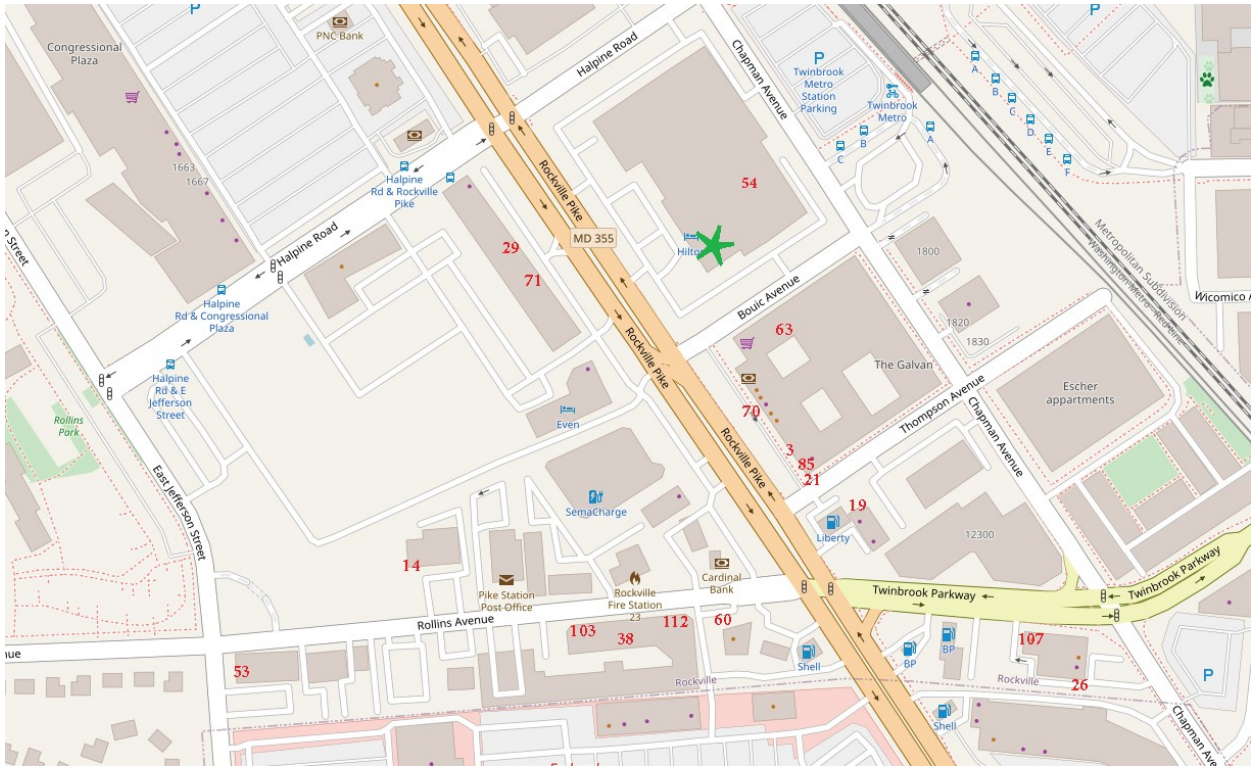 P
PNC Bank
Congressional
Plaza
Halpine Road
Chapman Avenue
P
Twinbrook
Metro
Station
Parking
Twinbrook
Metro
P
A
B
C
D
E
F
A
B
C
1663
1667
Halpine
Rd & Rockville
Pike
Rockville Pike
54
MD 355
29
71
Hilton
Halpine Road
Halpine
Rd & Congressional
Plaza
Bouic Avenue
1800
1820
1830
Metropolitan Subdivision
Washington Metro - Red Line
Wicomico A
63
The Galvan
Rockville Pike
Halpine
Rd & E
Jefferson
Street
Rollins
Park
Even
70
3
85
21
Thompson Avenue
Escher
appartments
Chapman Avenue
Rockville Pike
East Jefferson Street
SemaCharge
19
Liberty
12300
14
Pike Station
Post Office
Rockville
Fire Station
23
Cardinal
Bank
Twinbrook Parkway
Twinbrook Parkway
Rollins Avenue
nue
103
38
112
60
53
Shell
BP
BP
107
26
Rockville
Rockville
Shell
P
Chapman Ave